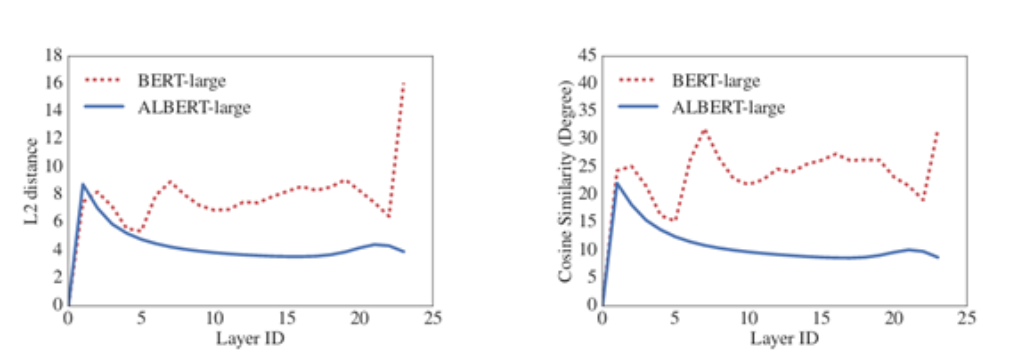 18
16
14
12
10
8
6
4
2
0
L2 distance
BERT-large
ALBERT-large
0 5 10 15 20 25
Layer ID
45
40
35
30
25
20
15
10
5
0
Cosine Similarity (Degree)
BERT-large
ALBERT-large
0 5 10 15 20 25
Layer ID